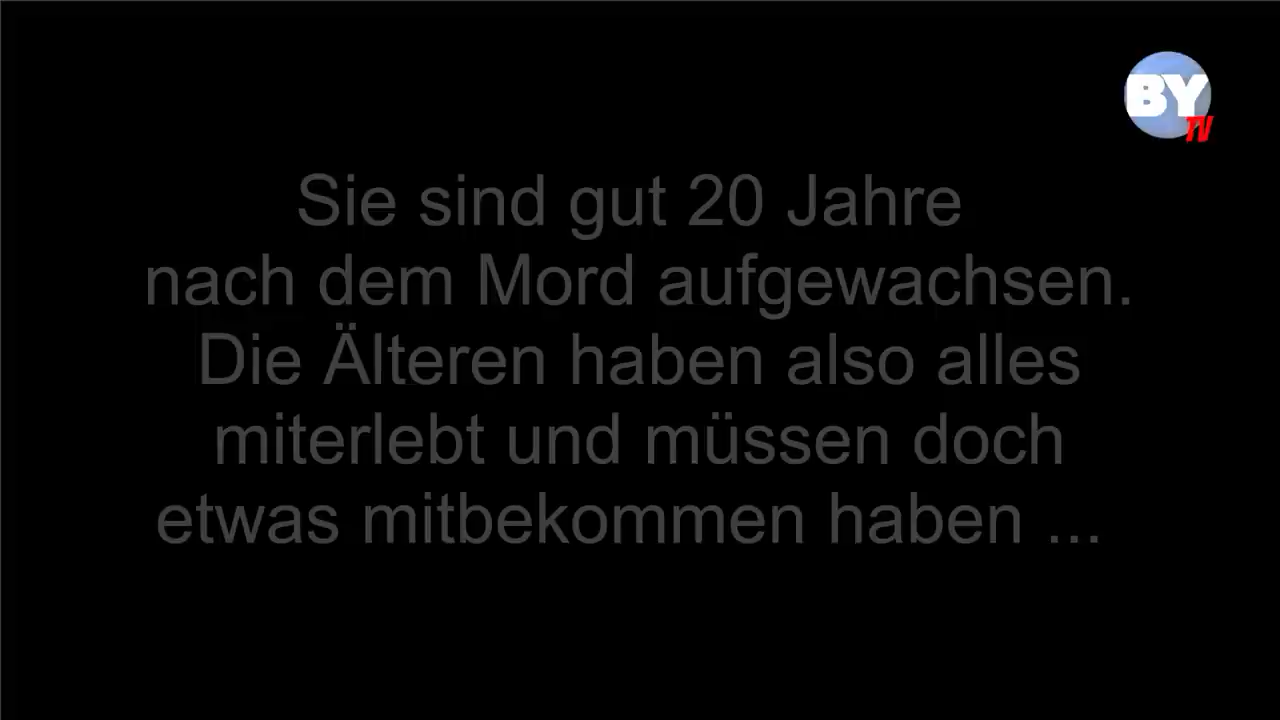 BY
TV
Sie sind gut 20 Jahre
nach dem Mord aufgewachsen.
Die Älteren haben also alles
miterlebt und müssen doch
etwas mitbekommen haben ...